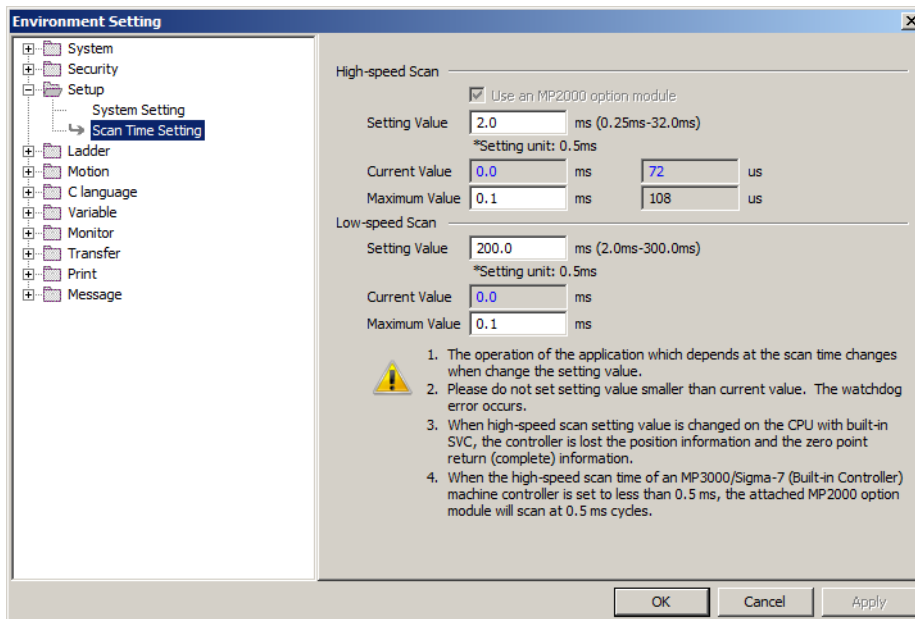 Environment Setting
System
Security
Setup
System Setting
Scan Time Setting
Ladder
Motion
C language
Variable
Monitor
Transfer
Print
Message
High-speed Scan
Use an MP2000 option module
Setting Value 2.0 ms (0.25ms-32.0ms)
*Setting unit: 0.5ms
Current Value 0.0 ms 72 us
Maximum Value 0.1 ms 108 us
Low-speed Scan
Setting Value 200.0 ms (2.0ms-300.0ms)
*Setting unit: 0.5ms
Current Value 0.0 ms
Maximum Value 0.1 ms
1. The operation of the application which depends at the scan time changes
when change the setting value.
2. Please do not set setting value smaller than current value. The watchdog
error occurs.
3. When high-speed scan setting value is changed on the CPU with built-in
SVC, the controller is lost the position information and the zero point
return (complete) information.
4. When the high-speed scan time of an MP3000/Sigma-7 (Built-in Controller)
machine controller is set to less than 0.5 ms, the attached MP2000 option
module will scan at 0.5 ms cycles.
OK Cancel Apply